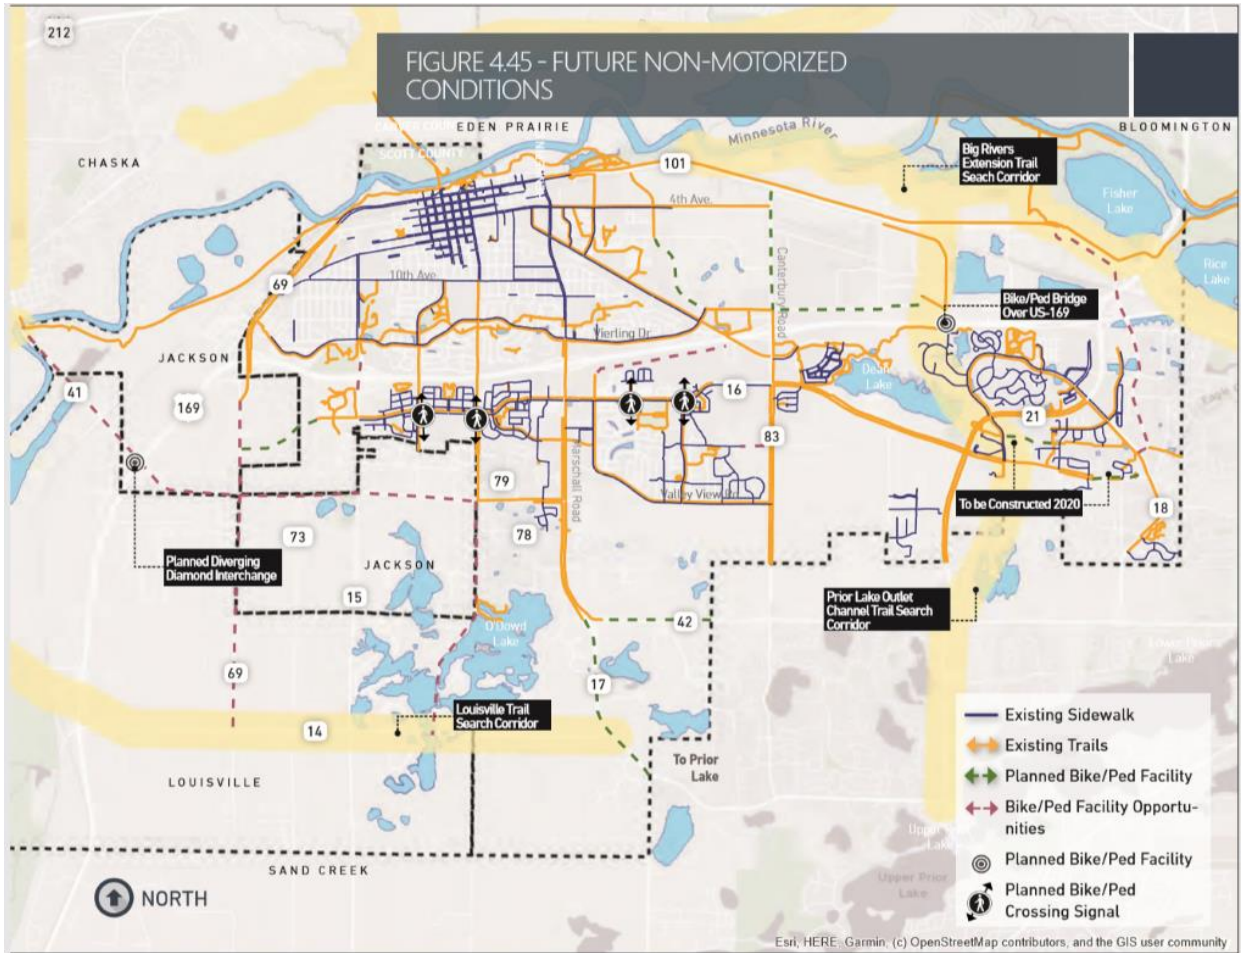 212
FIGURE 4.45 - FUTURE NON-MOTORIZED
CONDITIONS
EDEN PRAIRIE
Minnesota River
BLOOMINGTON
CHASKA
SCOTT COUNTY
101
Big Rivers
Extension Trail
Seach Corridor
Fisher
Lake
4th Ave.
Rice
Lake
Canterbury Road
10th Ave.
69
Bike/Ped Bridge
Over US-169
Vierling Dr.
JACKSON
Dean
Lake
41
169
16
21
83
Marschall Road
79
Valley View Rd
To be Constructed 2020
18
73
78
Planned Diverging
Diamond Interchange
JACKSON
15
Prior Lake Outlet
Channel Trail Search
Corridor
O'Dowd
Lake
42
Lake
69
17
Louisville Trail
Search Corridor
14
To Prior
Lake
LOUISVILLE
Existing Sidewalk
Existing Trails
Planned Bike/Ped Facility
Bike/Ped Facility Opportu-
nities
Planned Bike/Ped Facility
Planned Bike/Ped
Crossing Signal
SAND CREEK
Upper Prior
Lake
NORTH
Esri, HERE, Garmin, (c) OpenStreetMap contributors, and the GIS user community